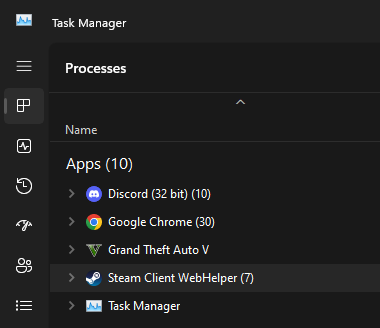 Task Manager
Processes
Name
Apps (10)
Discord (32 bit) (10)
Google Chrome (30)
Grand Theft Auto V
Steam Client WebHelper (7)
Task Manager